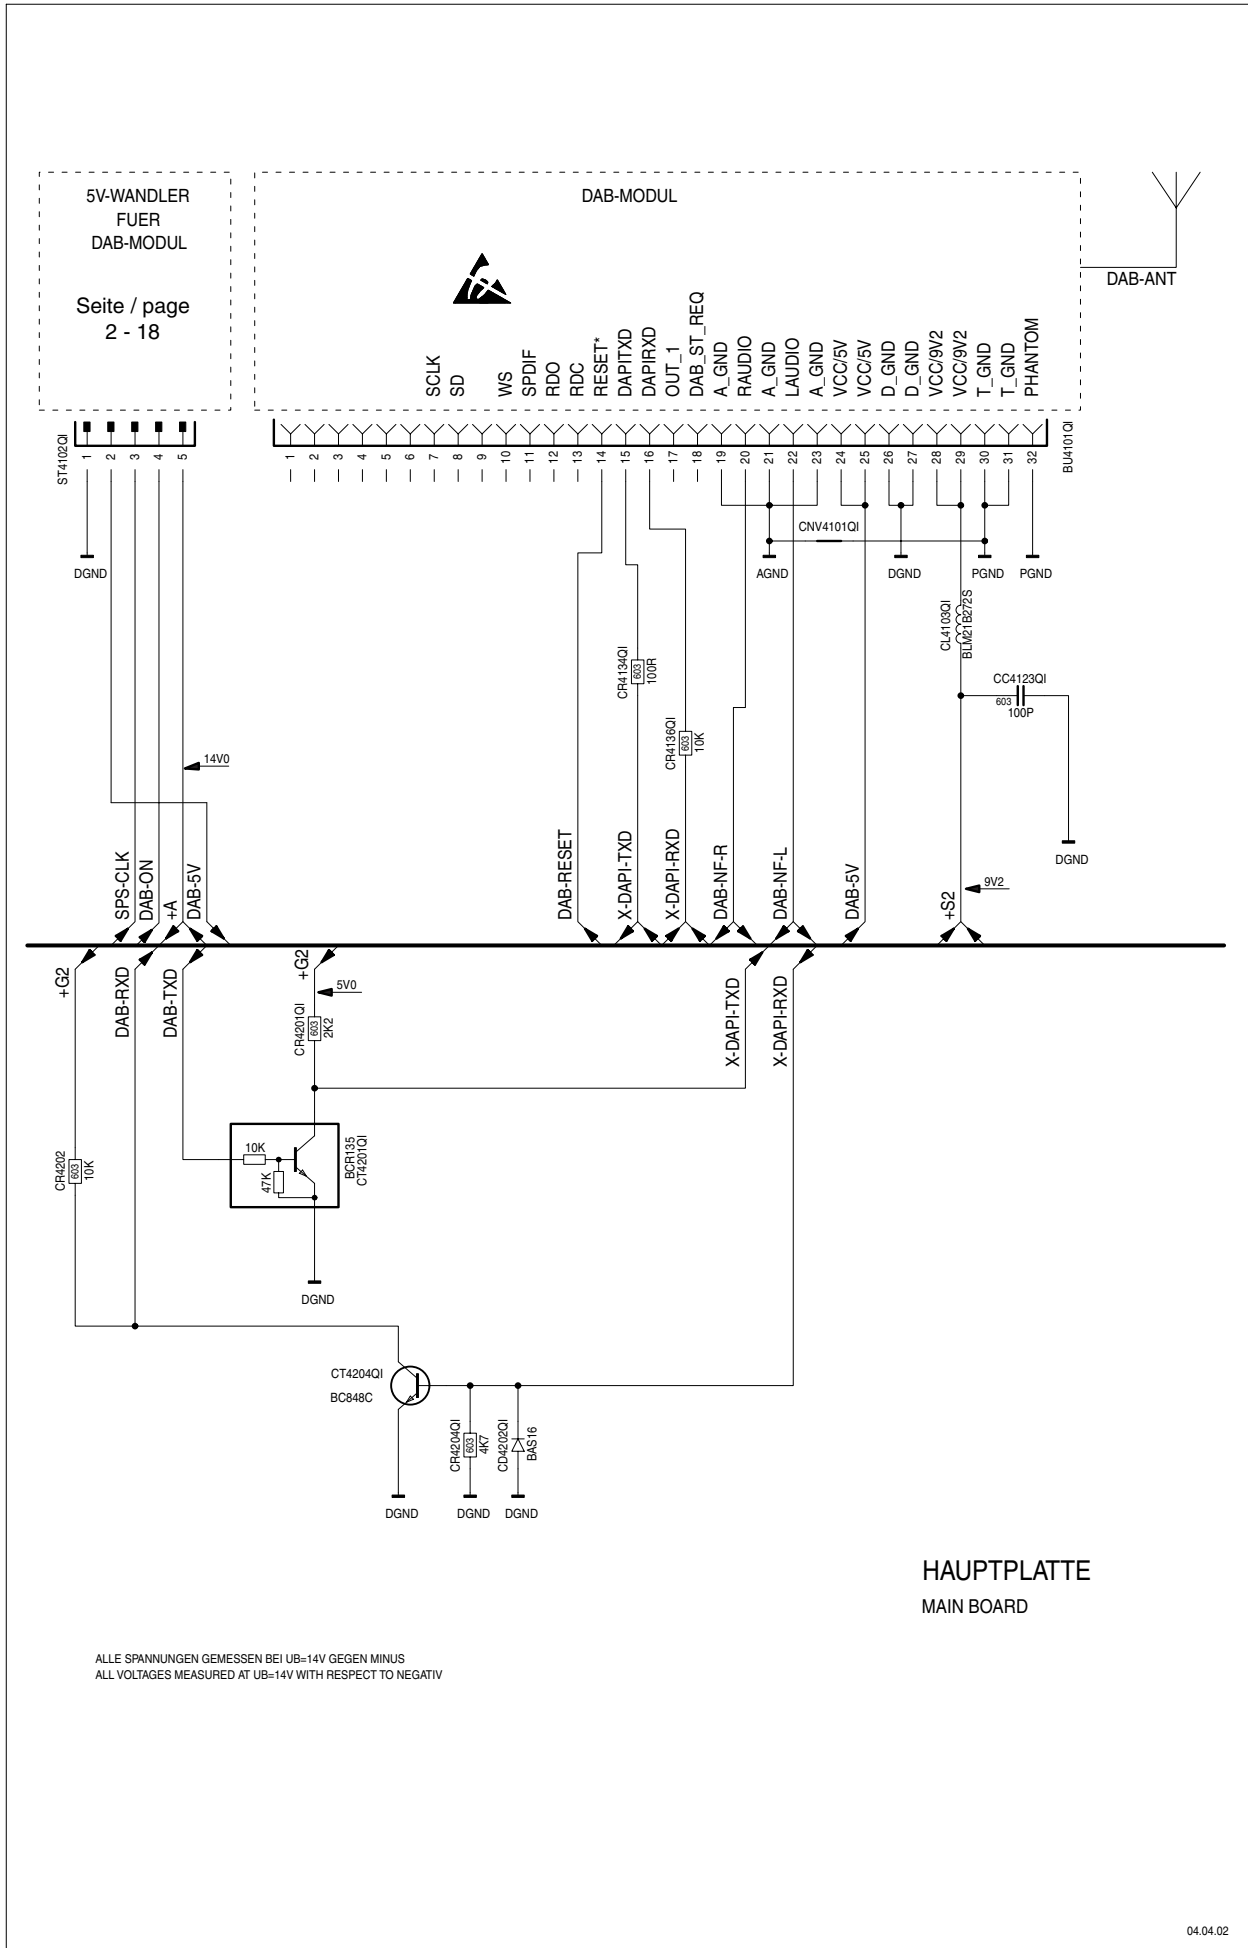 5V-WANDLER
FUER
DAB-MODUL
Seite / page
2 - 18
DAB-MODUL
DAB-ANT
SCLK
SD
WS
SPDIF
RDO
RDC
RESET*
DAPITXD
DAPIRXD
OUT_1
DAB_ST_REQ
A_GND
RAUDIO
A_GND
LAUDIO
A_GND
VCC/5V
VCC/5V
D_GND
D_GND
VCC/9V2
VCC/9V2
T_GND
T_GND
PHANTOM
ST4102QI
1 2 3 4 5
1 2 3 4 5 6 7 8 9 10 11 12 13 14 15 16 17 18 19 20 21 22 23 24 25 26 27 28 29 30 31 32
BU4101QI
CNV4101QI
DGND
AGND
DGND
PGND
PGND
CL4103QI
BLM21B272S
CR4134QI
603
100R
CC4123QI
603
100P
CR4136QI
603
10K
14V0
DGND
9V2
SPS-CLK
DAB-ON
+A
DAB-5V
DAB-RESET
X-DAPI-TXD
X-DAPI-RXD
DAB-NF-R
DAB-NF-L
DAB-5V
+S2
+G2
DAB-RXD
DAB-TXD
+G2
5V0
X-DAPI-TXD
X-DAPI-RXD
CR4201QI
603
2K2
CR4202
603
10K
10K
47K
BCR135
CT4201QI
DGND
CT4204QI
BC848C
CR4204QI
603
4K7
CD4202QI
BAS16
DGND
DGND
DGND
HAUPTPLATTE
MAIN BOARD
ALLE SPANNUNGEN GEMESSEN BEI UB=14V GEGEN MINUS
ALL VOLTAGES MEASURED AT UB=14V WITH RESPECT TO NEGATIV
04.04.02